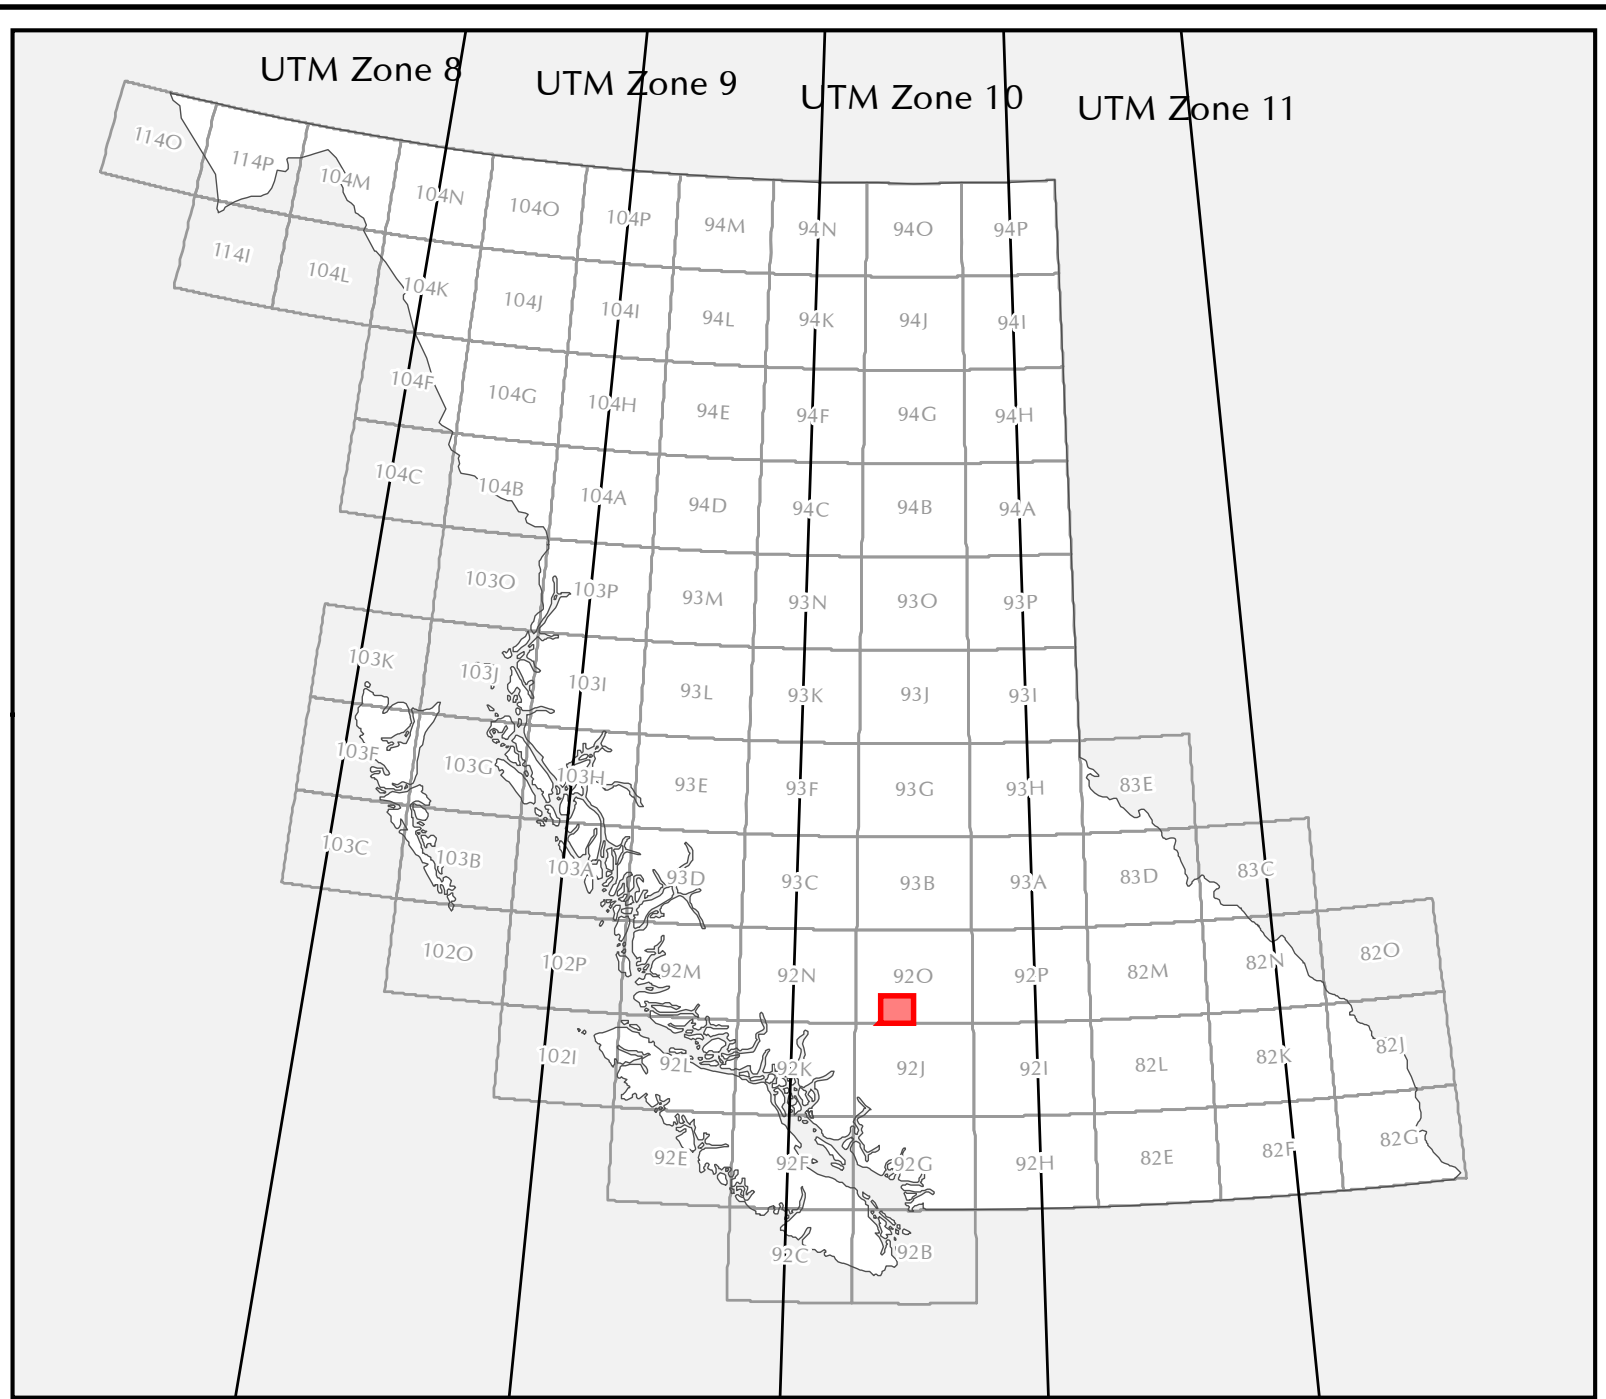 UTM Zone 8
UTM Zone 9
UTM Zone 10
UTM Zone 11
114O 114P 104M 104N 104O 104P 94M 94N 94O 94P
114I 104L 104K 104J 104I 94L 94K 94J 94I
104F 104G 104H 94E 94F 94G 94H
104C 104B 104A 94D 94C 94B 94A
103O 103P 93M 93N 93O 93P
103K 103J 103I 93L 93K 93J 93I
103F 103G 103H 93E 93F 93G 93H 83E
103C 103B 103A 93D 93C 93B 93A 83D 83C
102O 102P 92M 92N 92O 92P 82M 82N 82O
102I 92L 92K 92J 92I 82L 82K 82J
92E 92F 92G 92H 82E 82F 82G
92C 92B